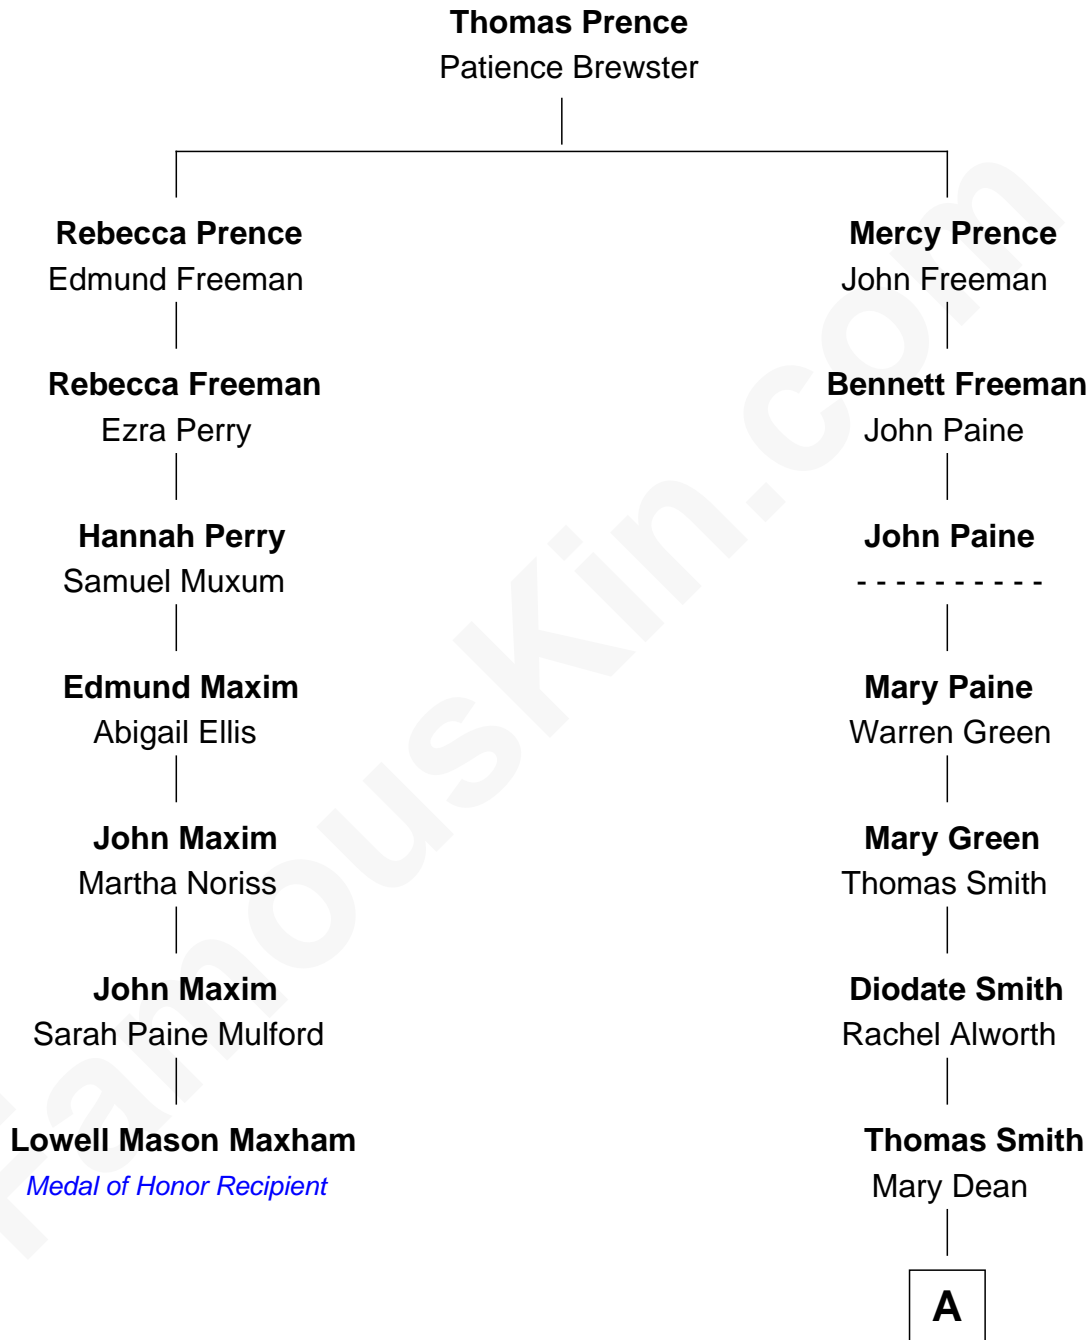 Thomas Prence
Patience Brewster
Rebecca Prence
Edmund Freeman
Mercy Prence
John Freeman
Rebecca Freeman
Ezra Perry
Bennett Freeman
John Paine
Hannah Perry
Samuel Muxum
John Paine
- - - - - - - - - -
Edmund Maxim
Abigail Ellis
Mary Paine
Warren Green
John Maxim
Martha Noriss
Mary Green
Thomas Smith
John Maxim
Sarah Paine Mulford
Diodate Smith
Rachel Alworth
Lowell Mason Maxham
Medal of Honor Recipient
Thomas Smith
Mary Dean
A
FamousKin.com